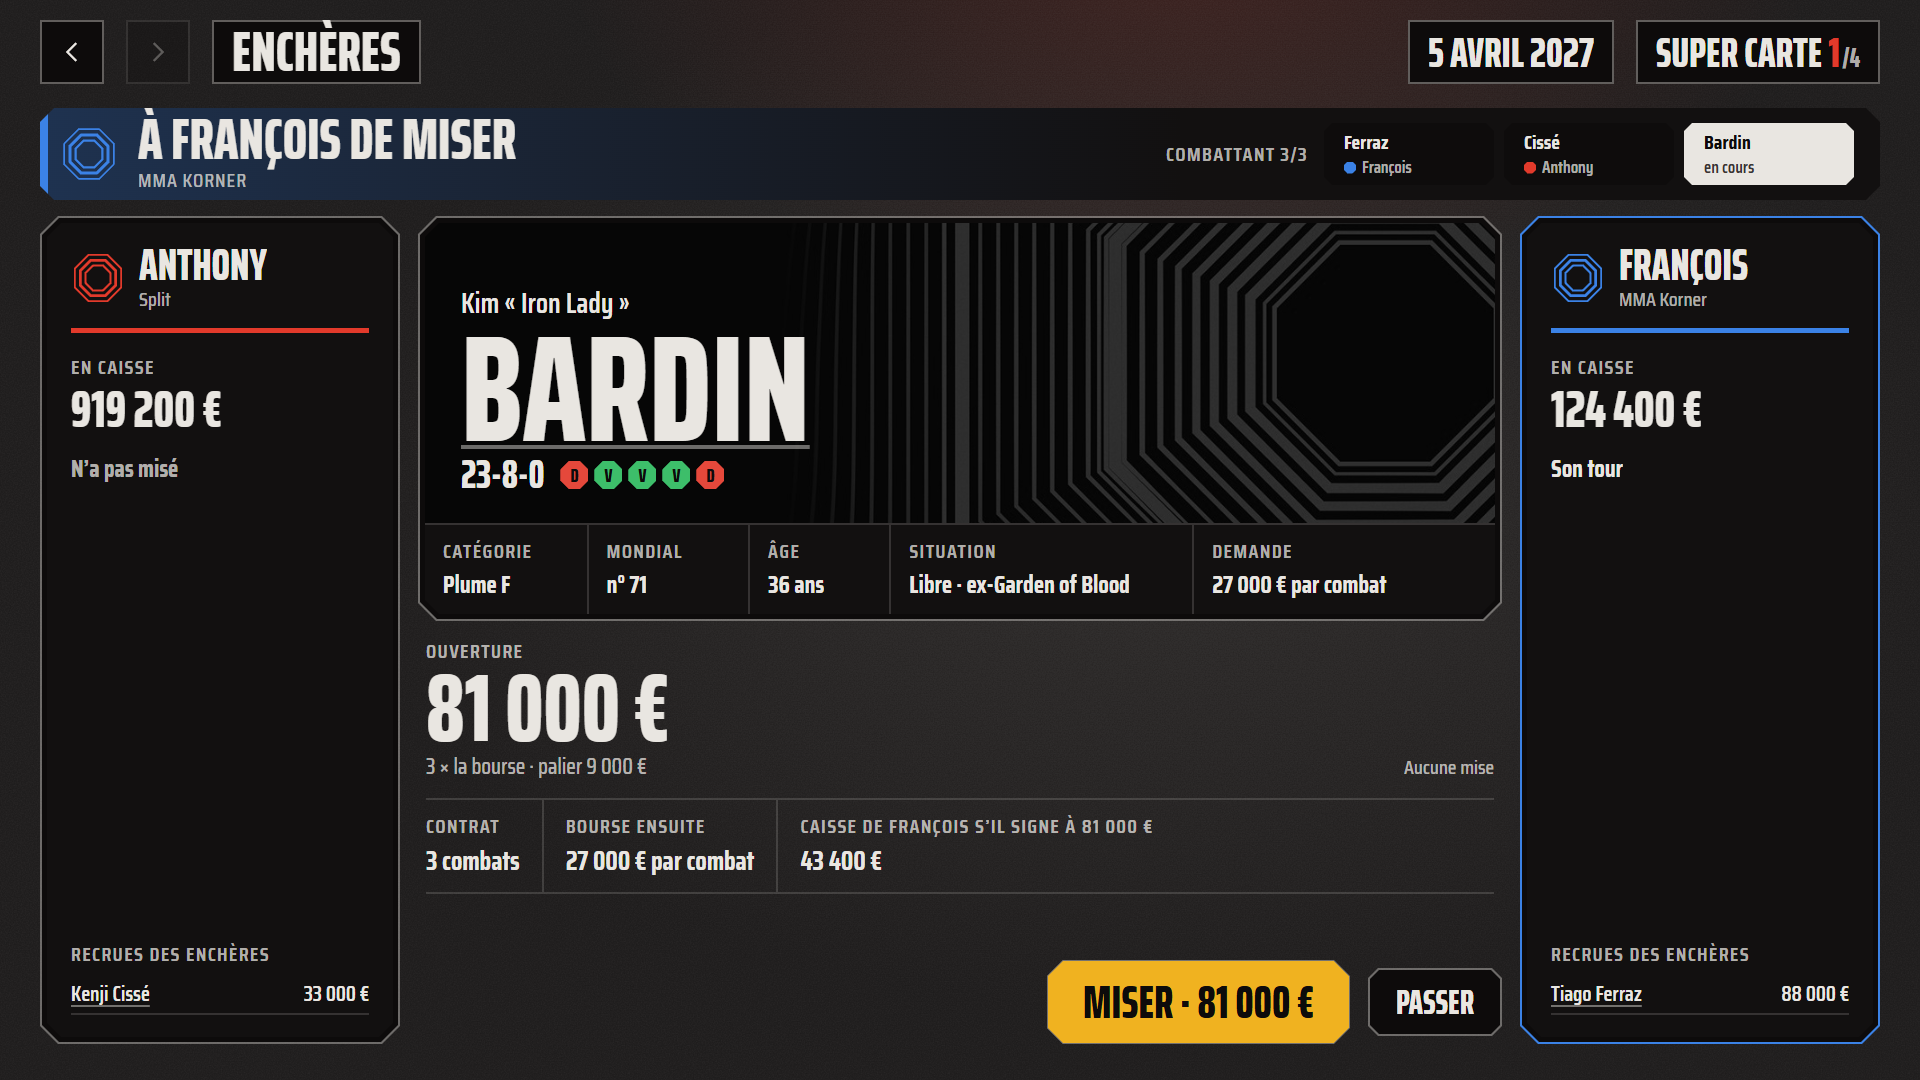 ENCHÈRES
5 AVRIL 2027
SUPER CARTE 1/4
À FRANÇOIS DE MISER
MMA KORNER
COMBATTANT 3/3
Ferraz
François
Cissé
Anthony
Bardin
en cours
ANTHONY
Split
EN CAISSE
919 200 €
N'a pas misé
RECRUES DES ENCHÈRES
Kenji Cissé 33 000 €
Kim « Iron Lady »
BARDIN
23-8-0 D V V V D
CATÉGORIE
Plume F
MONDIAL
n° 71
ÂGE
36 ans
SITUATION
Libre · ex-Garden of Blood
DEMANDE
27 000 € par combat
OUVERTURE
81 000 €
3 × la bourse · palier 9 000 €
Aucune mise
CONTRAT
3 combats
BOURSE ENSUITE
27 000 € par combat
CAISSE DE FRANÇOIS S'IL SIGNE À 81 000 €
43 400 €
MISER · 81 000 €
PASSER
FRANÇOIS
MMA Korner
EN CAISSE
124 400 €
Son tour
RECRUES DES ENCHÈRES
Tiago Ferraz 88 000 €